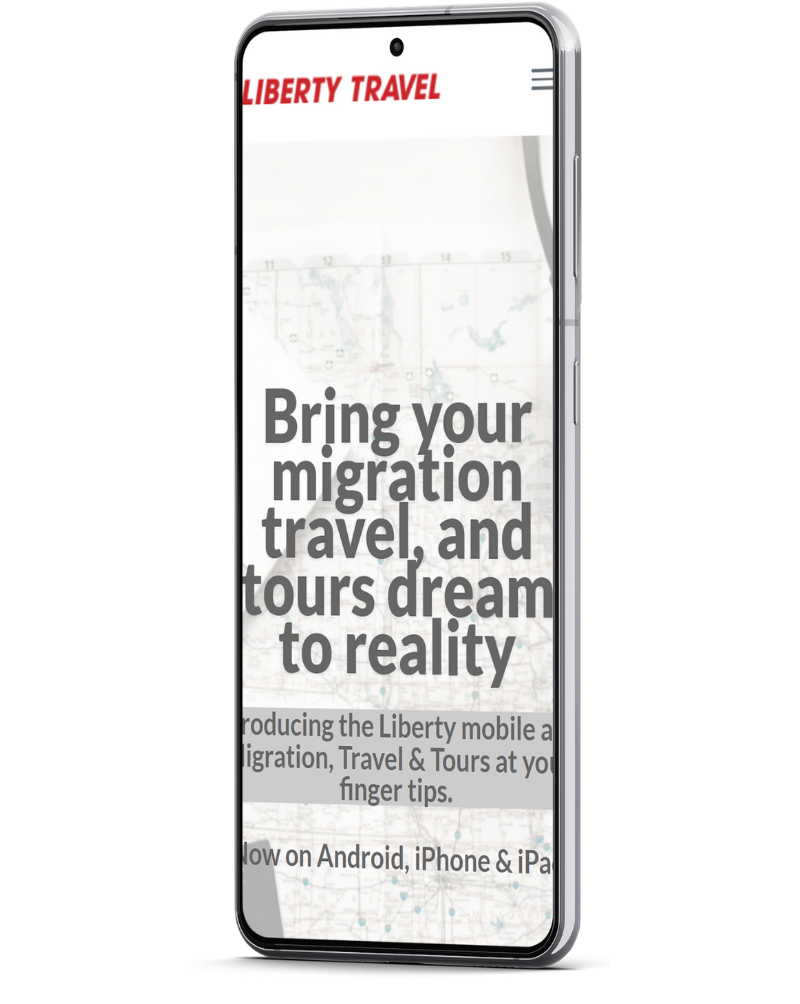 LIBERTY TRAVEL
11 12 13 14 15
Bring your
migration
travel, and
tours dream
to reality
roducing the Liberty mobile a
igration, Travel & Tours at you
finger tips.
Now on Android, iPhone & iPa